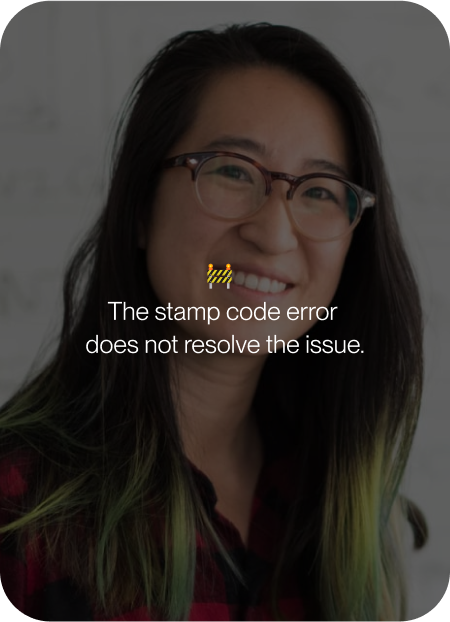 The stamp code error
does not resolve the issue.